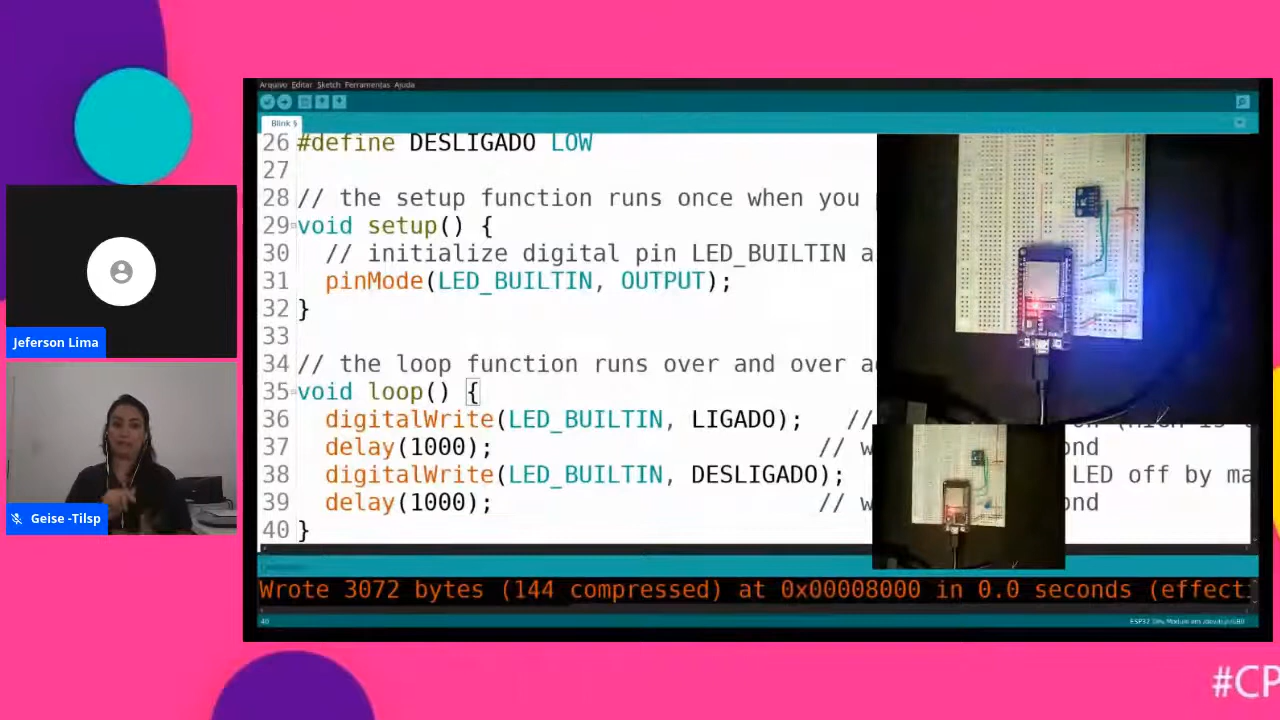 Arquivo Editar Sketch Ferramentas Ajuda
Blink §
26 #define DESLIGADO LOW
27
28 // the setup function runs once when you
29 void setup() {
30 // initialize digital pin LED_BUILTIN a
31 pinMode(LED_BUILTIN, OUTPUT);
32 }
33
34 // the loop function runs over and over a
35 void loop() {
36 digitalWrite(LED_BUILTIN, LIGADO); //
37 delay(1000); // w ond
38 digitalWrite(LED_BUILTIN, DESLIGADO); LED off by ma
39 delay(1000); // w ond
40 }
Wrote 3072 bytes (144 compressed) at 0x00008000 in 0.0 seconds (effecti
40
Jeferson Lima
Geise -Tilsp
#CP